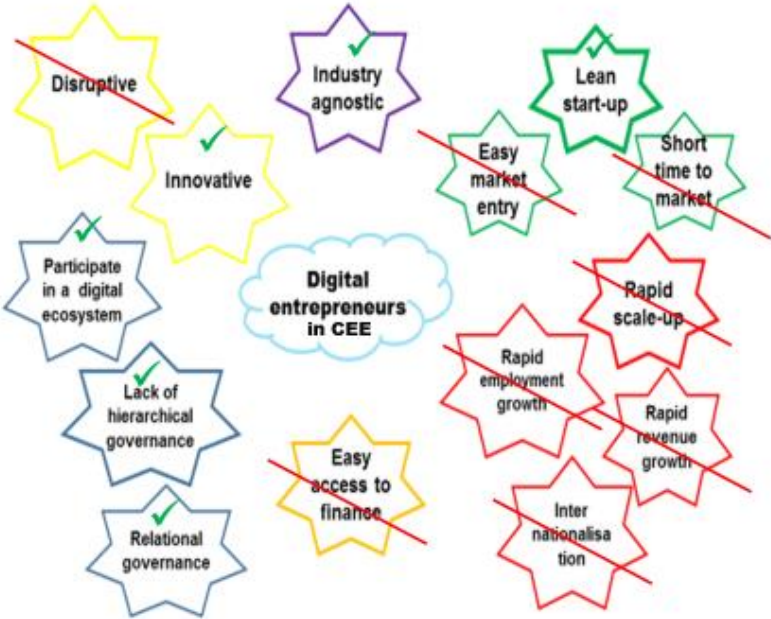 Disruptive
Innovative
Industry
agnostic
Lean
start-up
Easy
market
entry
Short
time to
market
Participate
in a digital
ecosystem
Digital
entrepreneurs
in CEE
Rapid
scale-up
Rapid
employment
growth
Lack of
hierarchical
governance
Rapid
revenue
growth
Easy
access to
finance
Relational
governance
Inter
nationalisa
tion